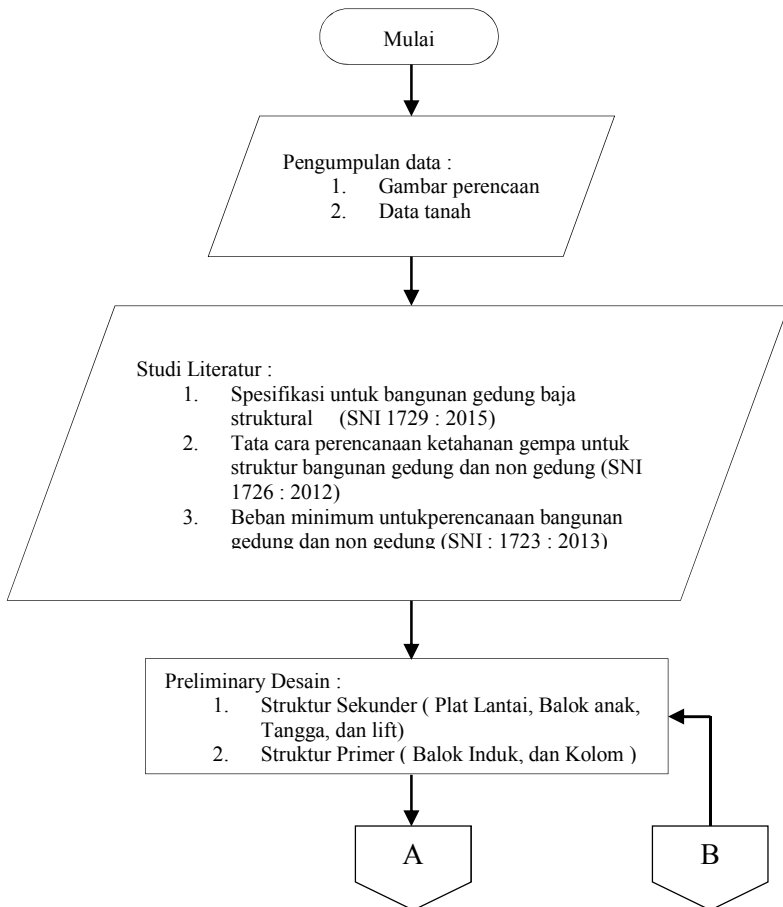 Mulai
Pengumpulan data :
1. Gambar perencaan
2. Data tanah
Studi Literatur :
1. Spesifikasi untuk bangunan gedung baja
struktural (SNI 1729 : 2015)
2. Tata cara perencanaan ketahanan gempa untuk
struktur bangunan gedung dan non gedung (SNI
1726 : 2012)
3. Beban minimum untukperencanaan bangunan
gedung dan non gedung (SNI : 1723 : 2013)
Preliminary Desain :
1. Struktur Sekunder ( Plat Lantai, Balok anak,
Tangga, dan lift)
2. Struktur Primer ( Balok Induk, dan Kolom )
A
B